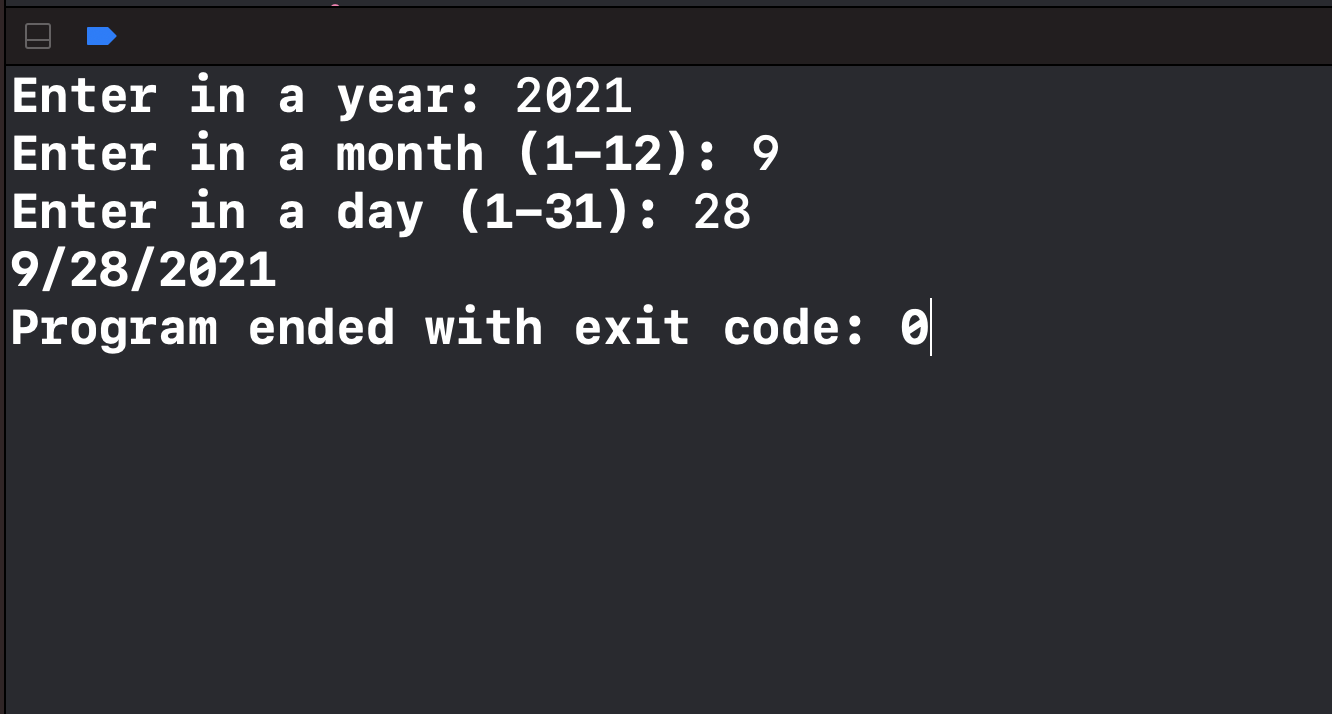 Enter in a year: 2021
Enter in a month (1-12): 9
Enter in a day (1-31): 28
9/28/2021
Program ended with exit code: 0